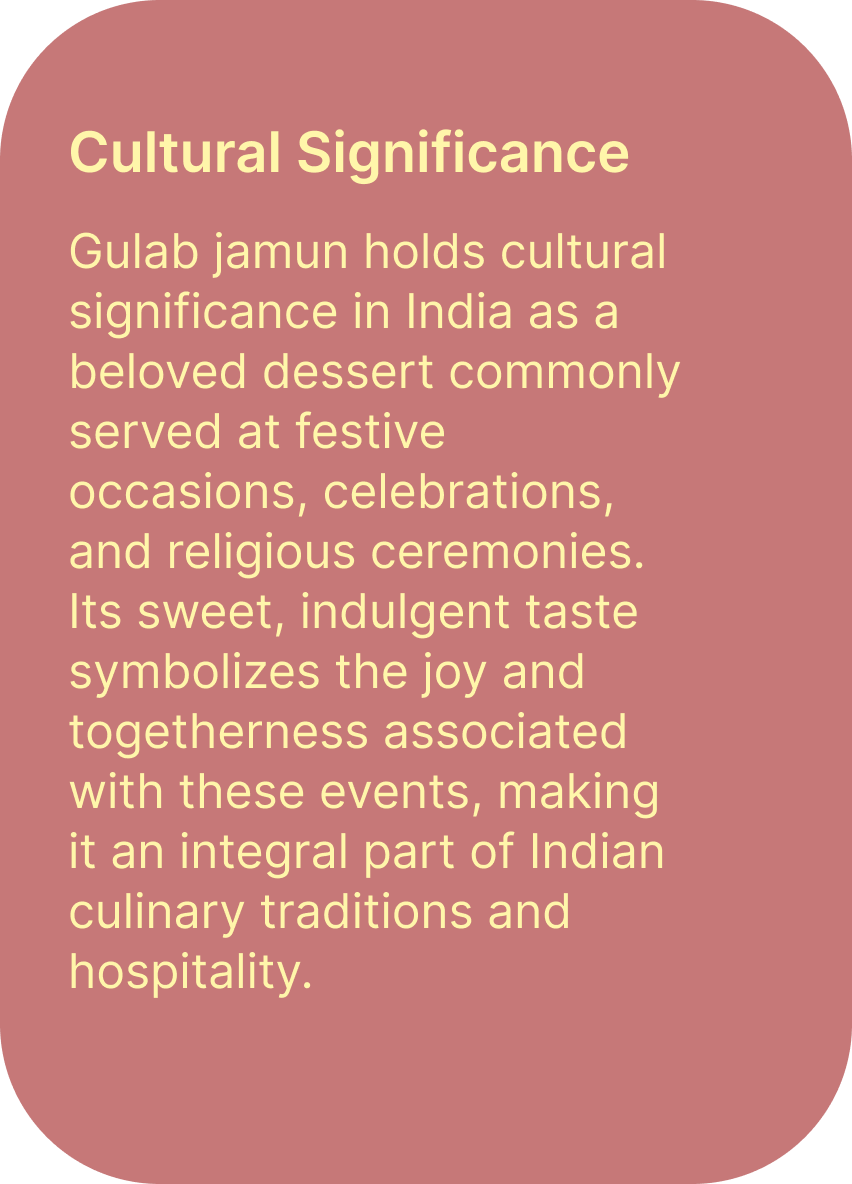 Cultural Significance
Gulab jamun holds cultural
significance in India as a
beloved dessert commonly
served at festive
occasions, celebrations,
and religious ceremonies.
Its sweet, indulgent taste
symbolizes the joy and
togetherness associated
with these events, making
it an integral part of Indian
culinary traditions and
hospitality.